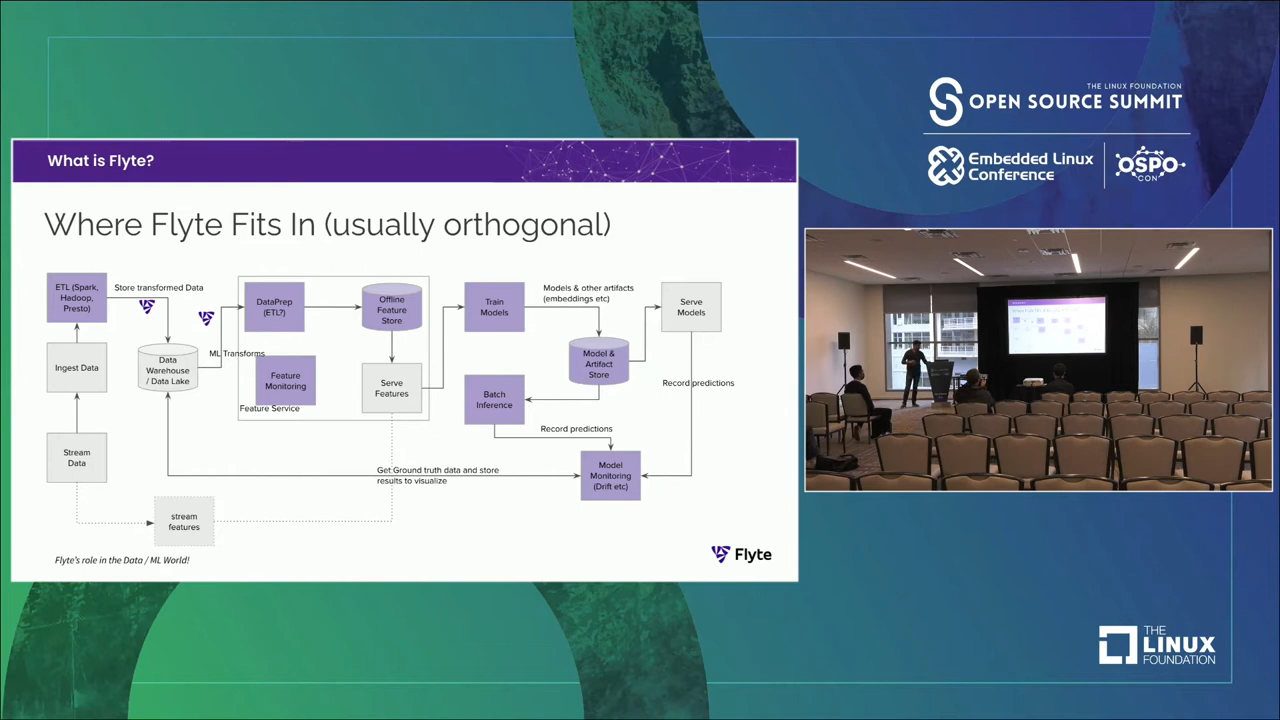 THE LINUX FOUNDATION
OPEN SOURCE SUMMIT
Embedded Linux
Conference
OSPO
CON
What is Flyte?
Where Flyte Fits In (usually orthogonal)
ETL (Spark,
Hadoop,
Presto)
Store transformed Data
DataPrep
(ETL?)
Offline
Feature
Store
Train
Models
Models & other artifacts
(embeddings etc)
Serve
Models
Ingest Data
Data
Warehouse
/ Data Lake
ML Transforms
Feature
Monitoring
Feature Service
Serve
Features
Model &
Artifact
Store
Batch
Inference
Record predictions
Record predictions
Stream
Data
Get Ground truth data and store
results to visualize
Model
Monitoring
(Drift etc)
stream
features
Flyte's role in the Data / ML World!
Flyte
THE
LINUX
FOUNDATION